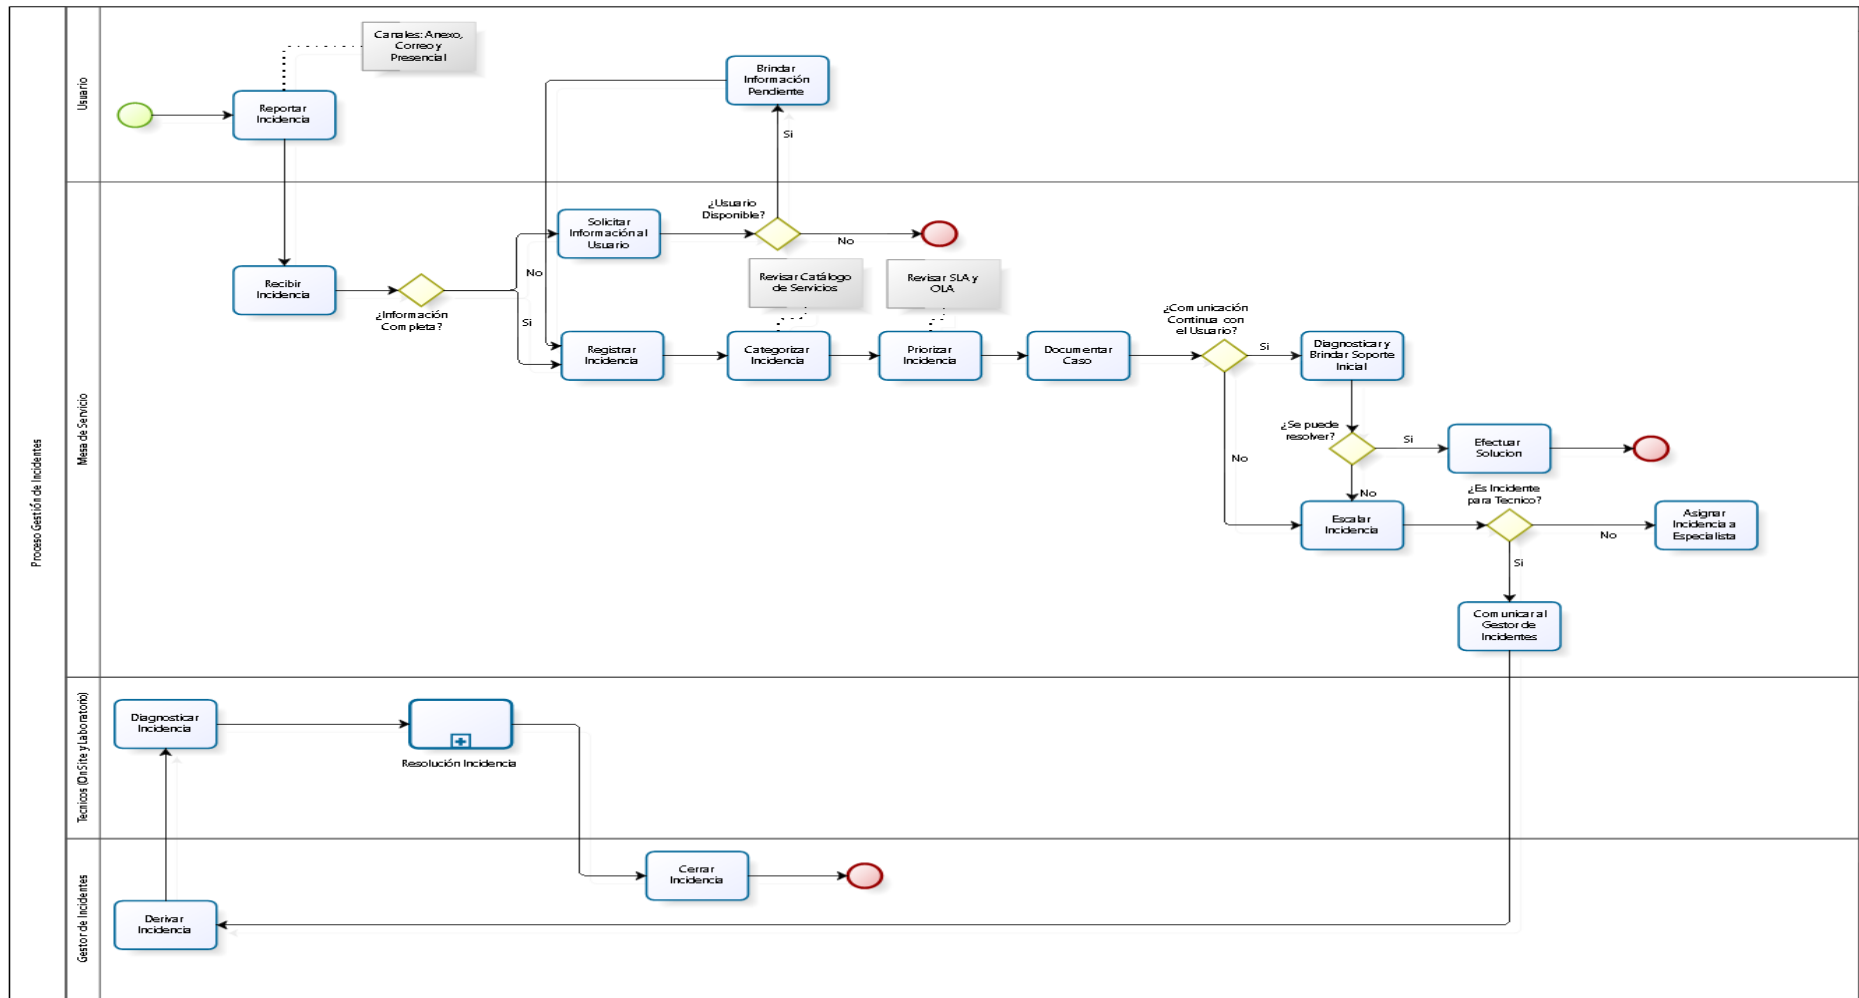 Proceso Gestión de Incidentes
Usuario
Canales: Anexo,
Correo y
Presencial
Reportar
Incidencia
Brindar
Información
Pendiente
Si
Mesa de Servicio
Recibir
Incidencia
¿Información
Completa?
No
Si
Solicitar
Información al
Usuario
¿Usuario
Disponible?
No
Revisar Catálogo
de Servicios
Revisar SLA y
OLA
Registrar
Incidencia
Categorizar
Incidencia
Priorizar
Incidencia
Documentar
Caso
¿Comunicación
Continua con
el Usuario?
Si
No
Diagnosticar y
Brindar Soporte
Inicial
¿Se puede
resolver?
Si
No
Efectuar
Solucion
Escalar
Incidencia
¿Es Incidente
para Tecnico?
No
Si
Asignar
Incidencia a
Especialista
Comunicar al
Gestor de
Incidentes
Tecnicos (OnSite y Laboratorio)
Diagnosticar
Incidencia
Resolución Incidencia
Gestor de Incidentes
Cerrar
Incidencia
Derivar
Incidencia